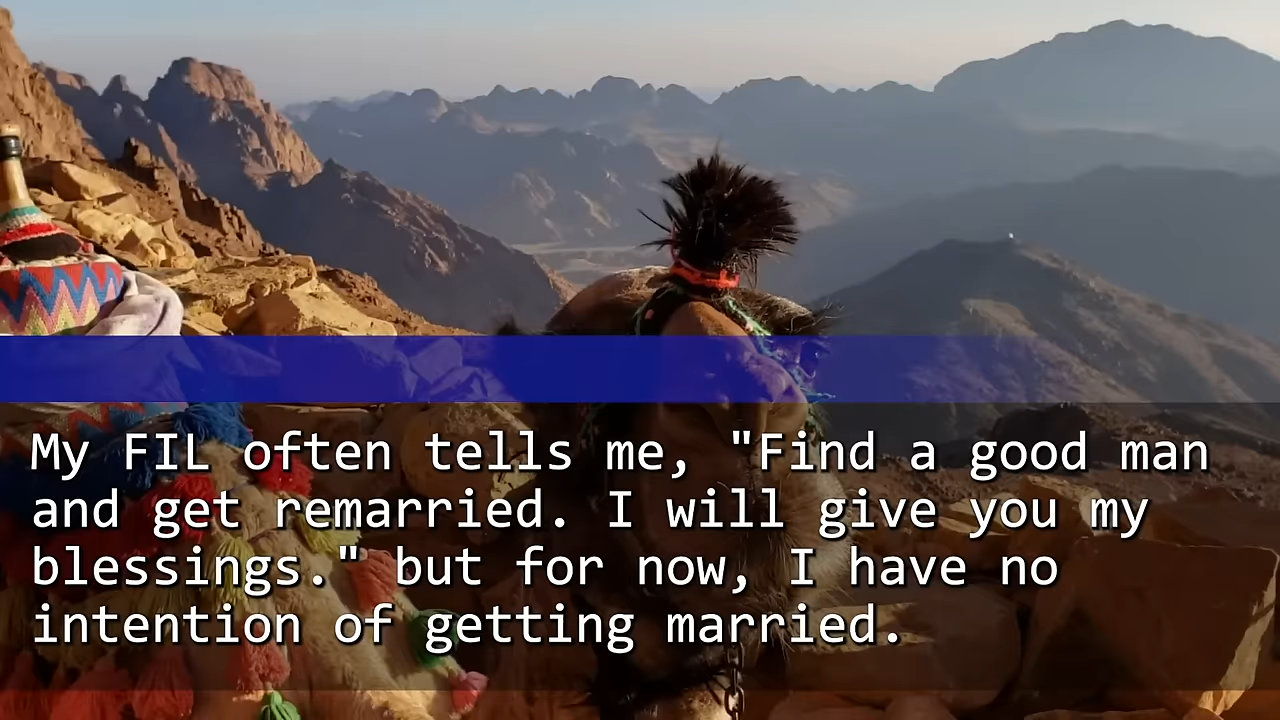 My FIL often tells me, "Find a good man
and get remarried. I will give you my
blessings." but for now, I have no
intention of getting married.